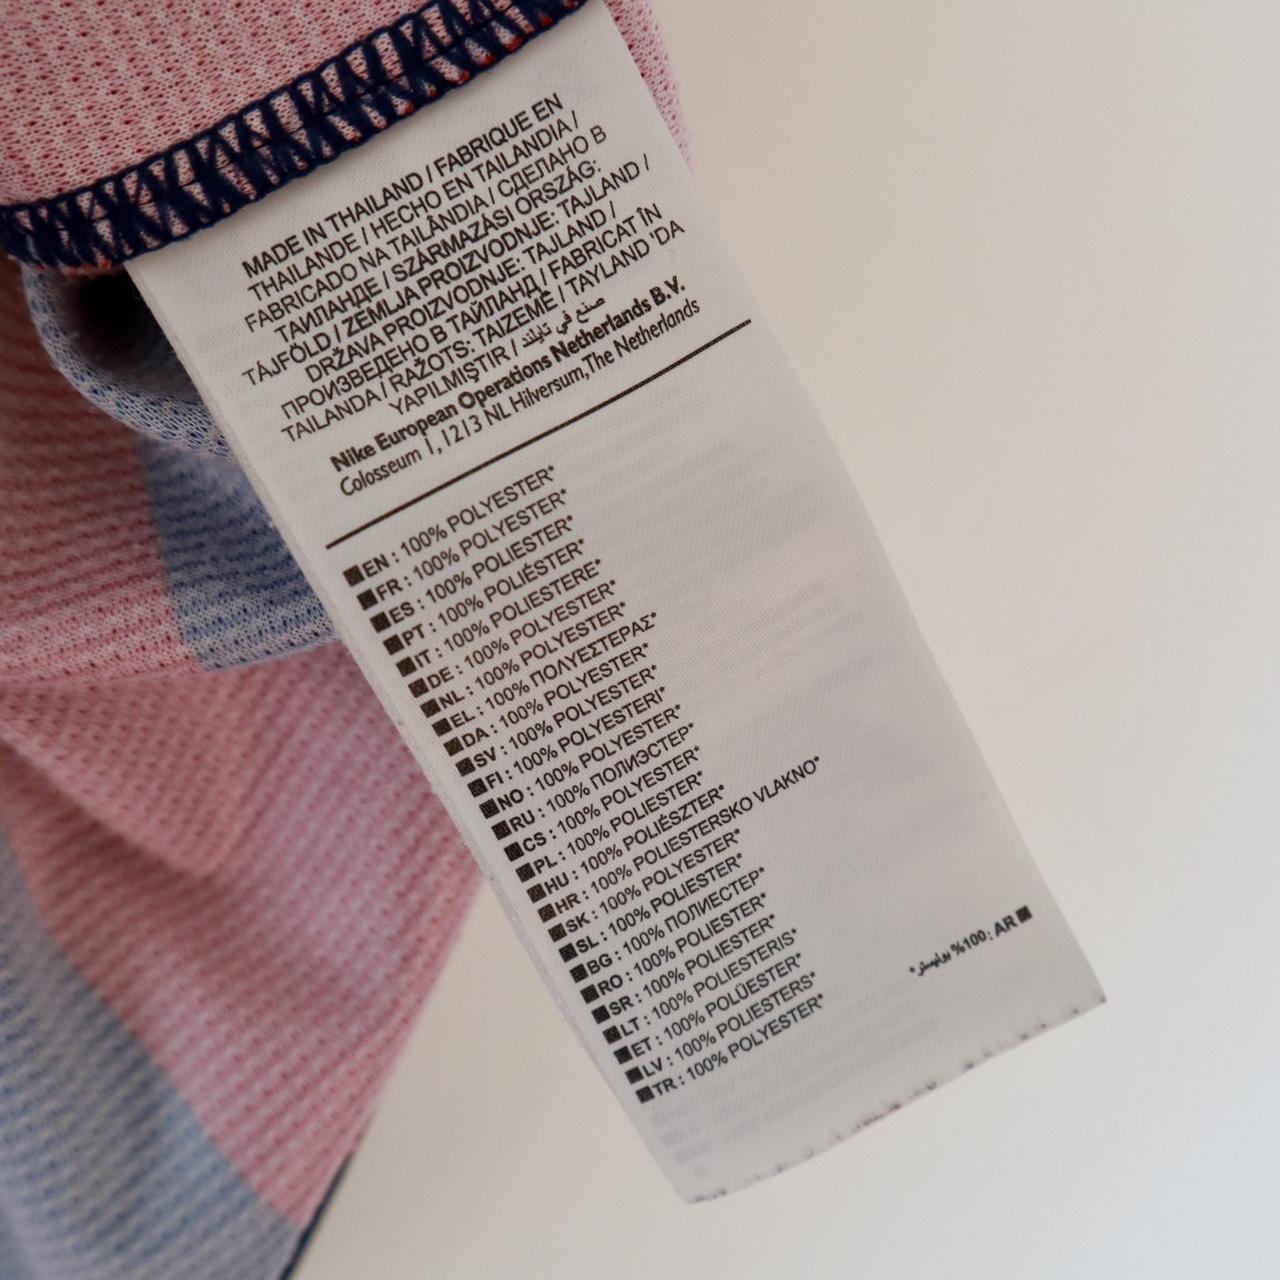 MADE IN THAILAND / FABRIQUE EN
THAILANDE / HECHO EN TAILANDIA /
FABRICADO NA TAILÂNDIA / СДЕЛАНО В
ТАИЛАНДЕ / SZÁRMAZÁSI ORSZÁG:
TÁJFÖLD / ZEMLJA PROIZVODNJE: TAJLAND /
DRŽAVA PROIZVODNJE: TAJLAND /
ПРОИЗВЕДЕНО В ТАЙЛАНД / FABRICAT ÎN
TAILANDA / RAŽOTS: TAIZEME / TAYLAND 'DA
YAPILMIŞTIR / صنع في تايلند
Nike European Operations Netherlands B.V.
Colosseum 1, 1213 NL Hilversum, The Netherlands
EN : 100% POLYESTER*
FR : 100% POLYESTER*
ES : 100% POLIESTER*
PT : 100% POLIÉSTER*
IT : 100% POLIESTERE*
DE : 100% POLYESTER*
NL : 100% POLYESTER*
EL : 100% ΠΟΛΥΕΣΤΕΡΑΣ*
DA : 100% POLYESTER*
SV : 100% POLYESTER*
FI : 100% POLYESTERI*
NO : 100% POLYESTER*
RU : 100% ПОЛИЭСТЕР*
CS : 100% POLYESTER*
PL : 100% POLIESTER*
HU : 100% POLIÉSZTER*
HR : 100% POLIESTERSKO VLAKNO*
SK : 100% POLYESTER*
SL : 100% POLIESTER*
BG : 100% ПОЛИЕСТЕР*
RO : 100% POLIESTER*
SR : 100% POLIESTER*
LT : 100% POLIESTERIS*
ET : 100% POLÜESTER*
LV : 100% POLIESTERS*
TR : 100% POLYESTER*
AR :100% بوليستر*